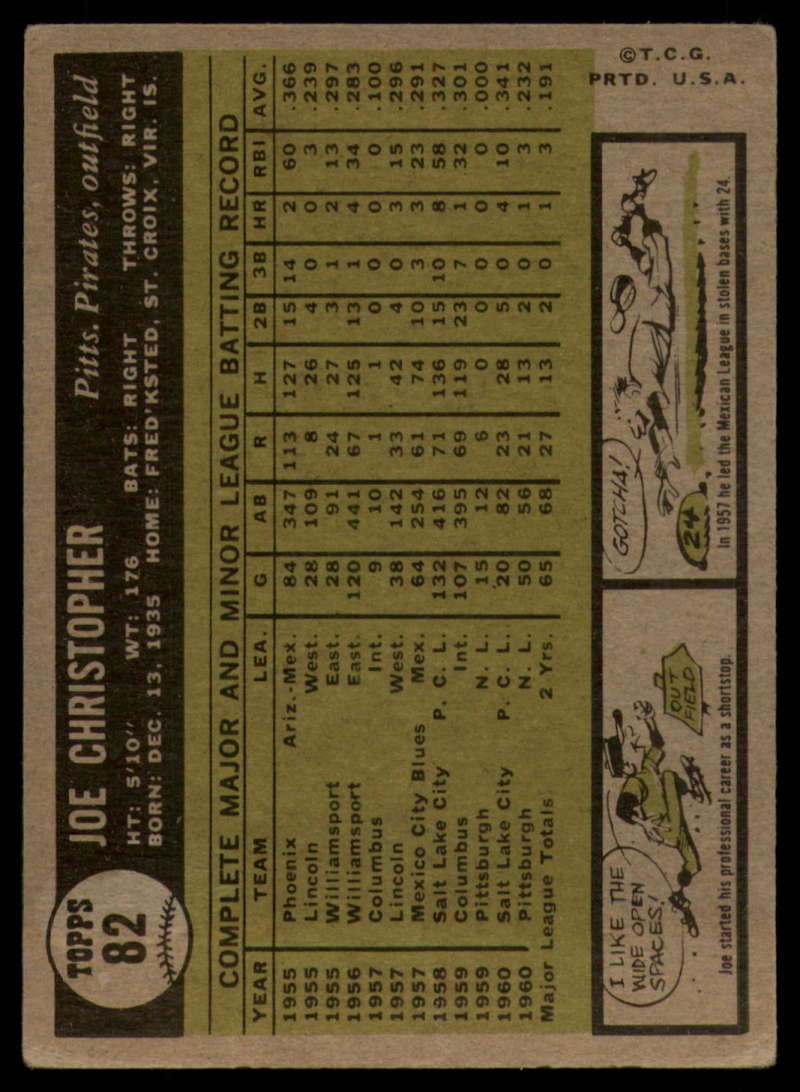 TOPPS
82
JOE CHRISTOPHER Pitts. Pirates, outfield
HT: 5'10" WT: 176 BATS: RIGHT THROWS: RIGHT
BORN: DEC. 13, 1935 HOME: FRED'KSTED, ST. CROIX, VIR. IS.
COMPLETE MAJOR AND MINOR LEAGUE BATTING RECORD
YEAR TEAM LEA. G AB R H 2B 3B HR RBI AVG.
1955 Phoenix Ariz.-Mex. 84 347 113 127 15 14 2 60 .366
1955 Lincoln West. 28 109 8 26 4 0 0 3 .239
1955 Williamsport East. 28 91 24 27 3 1 2 13 .297
1956 Williamsport East. 120 441 67 125 13 1 4 34 .283
1957 Columbus Int. 9 10 1 1 0 0 0 0 .100
1957 Lincoln West. 38 142 33 42 4 0 3 15 .296
1957 Mexico City Blues Mex. 64 254 61 74 10 3 3 23 .291
1958 Salt Lake City P. C. L. 132 416 71 136 15 10 8 58 .327
1959 Columbus Int. 107 395 69 119 23 7 1 32 .301
1959 Pittsburgh N. L. 15 12 6 0 0 0 0 0 .000
1960 Salt Lake City P. C. L. 20 82 23 28 5 0 4 10 .341
1960 Pittsburgh N. L. 50 56 21 13 2 0 1 3 .232
Major League Totals 2 Yrs. 65 68 27 13 2 0 1 3 .191
I LIKE THE
WIDE OPEN
SPACES!
OUT
FIELD
Joe started his professional career as a shortstop.
GOTCHA!
24
In 1957 he led the Mexican League in stolen bases with 24.
©T.C.G.
PRTD. U.S.A.